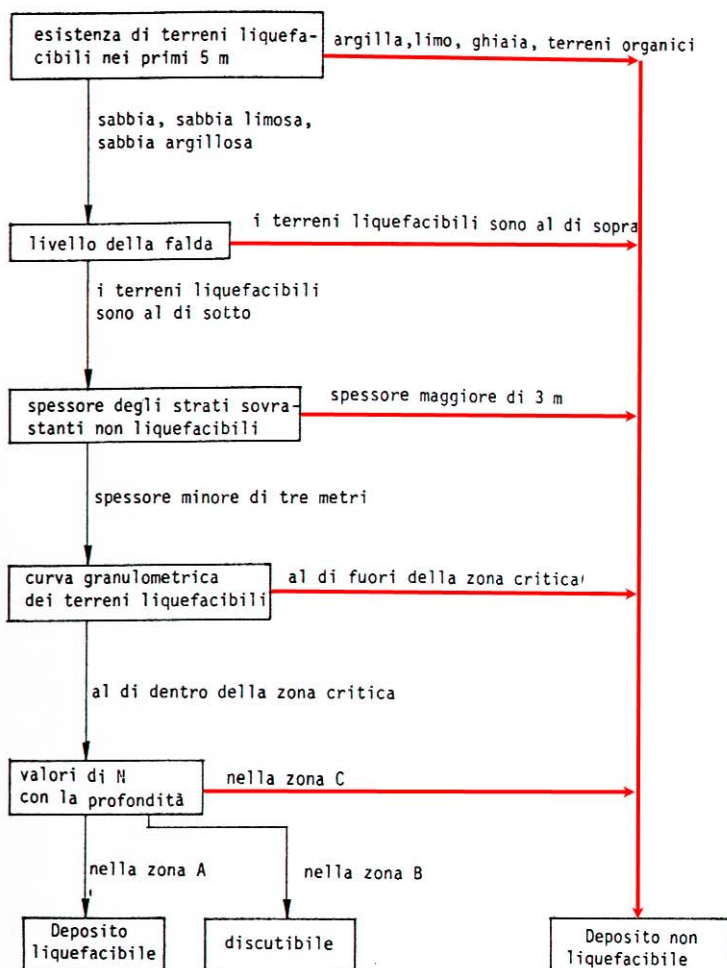 esistenza di terreni liquefa-
cibili nei primi 5 m
argilla,limo, ghiaia, terreni organici
sabbia, sabbia limosa,
sabbia argillosa
livello della falda
i terreni liquefacibili sono al di sopra
i terreni liquefacibili
sono al di sotto
spessore degli strati sovra-
stanti non liquefacibili
spessore maggiore di 3 m
spessore minore di tre metri
curva granulometrica
dei terreni liquefacibili
al di fuori della zona critica
al di dentro della zona critica
valori di N
con la profondità
nella zona C
nella zona A
nella zona B
Deposito
liquefacibile
discutibile
Deposito non
liquefacibile